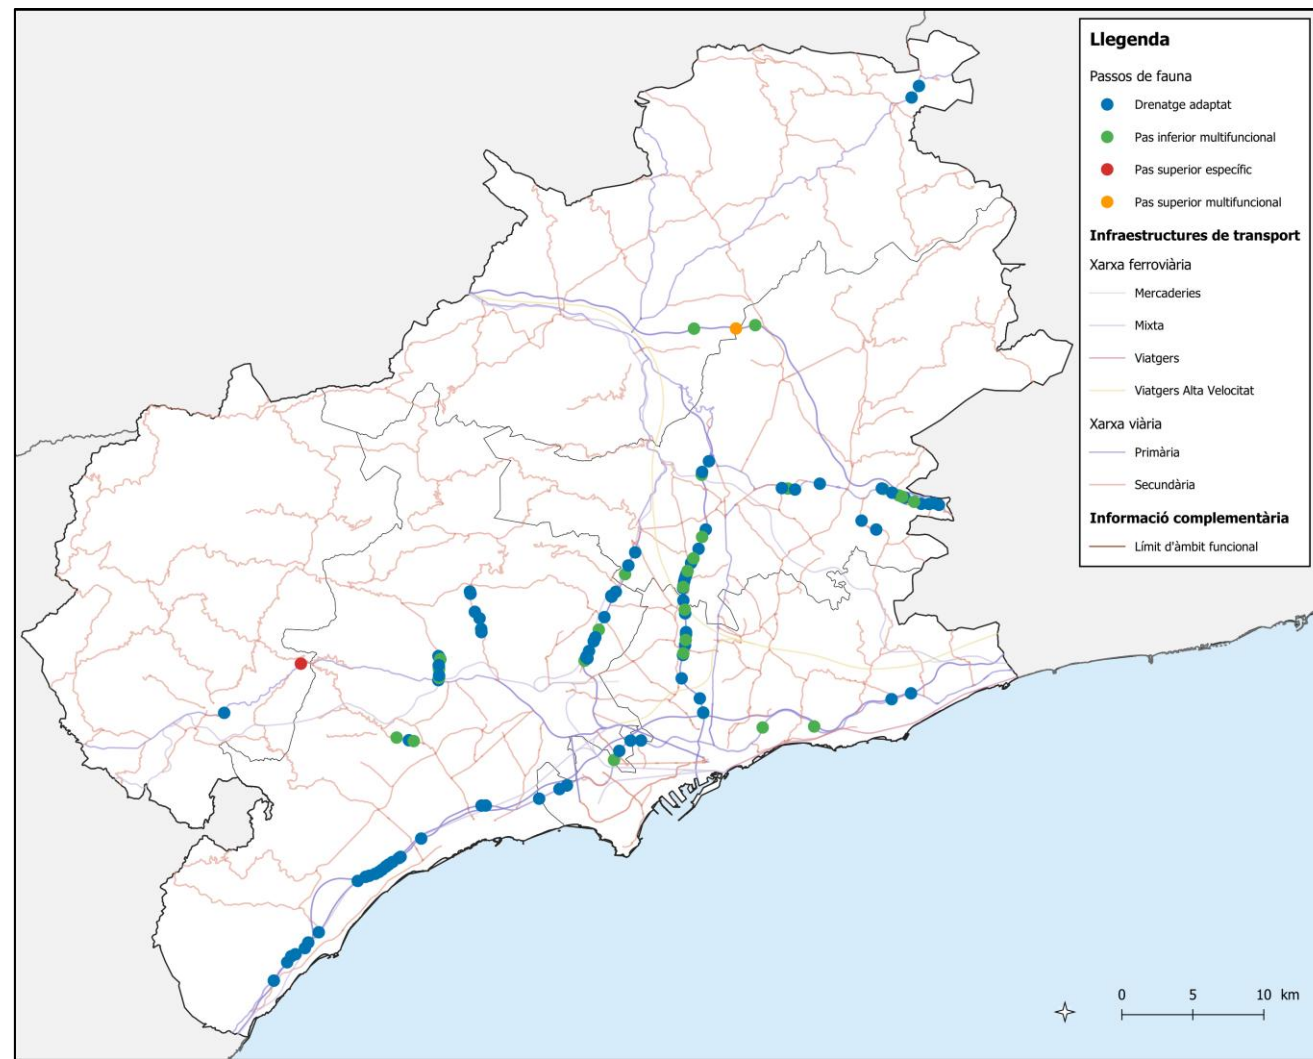 Llegenda
Passos de fauna
Drenatge adaptat
Pas inferior multifuncional
Pas superior específic
Pas superior multifuncional
Infraestructures de transport
Xarxa ferroviària
Mercaderies
Mixta
Viatgers
Viatgers Alta Velocitat
Xarxa viària
Primària
Secundària
Informació complementària
Límit d'àmbit funcional
0 5 10 km